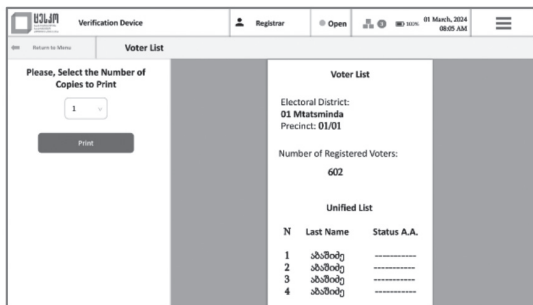 ცესკო
Verification Device
Registrar
Open
100%
01 March, 2024
08:05 AM
Return to Menu
Voter List
Please, Select the Number of
Copies to Print
1
Print
Voter List
Electoral District:
01 Mtatsminda
Precinct: 01/01
Number of Registered Voters:
602
Unified List
N Last Name Status A.A.
1 აბაშიძე -----------
2 აბაშიძე -----------
3 აბაშიძე -----------
4 აბაშიძე -----------